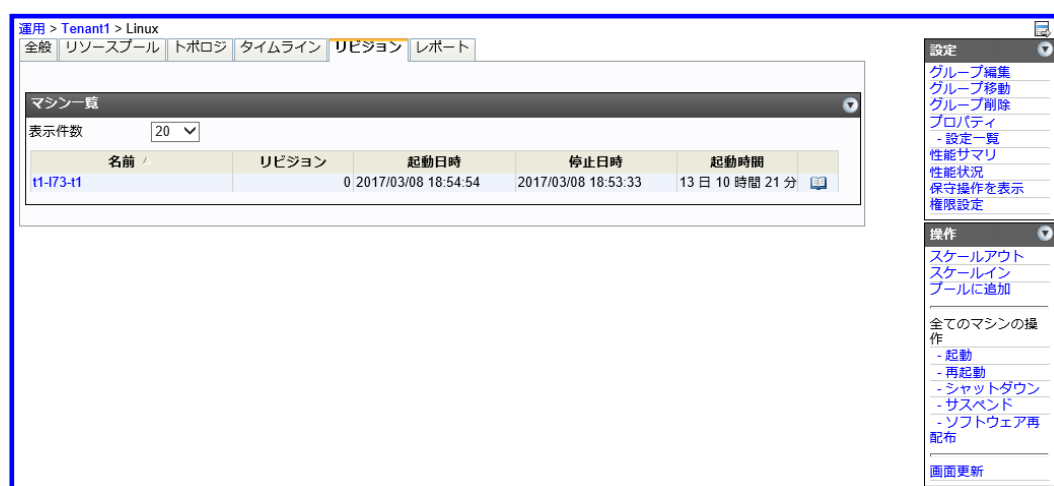 運用 > Tenant1 > Linux
全般 リソースプール トポロジ タイムライン リビジョン レポート
マシン一覧
表示件数 20
名前 リビジョン 起動日時 停止日時 起動時間
t1-l73-t1 0 2017/03/08 18:54:54 2017/03/08 18:53:33 13 日 10 時間 21 分
設定
グループ編集
グループ移動
グループ削除
プロパティ
- 設定一覧
性能サマリ
性能状況
保守操作を表示
権限設定
操作
スケールアウト
スケールイン
プールに追加
全てのマシンの操
作
- 起動
- 再起動
- シャットダウン
- サスペンド
- ソフトウェア再
配布
画面更新